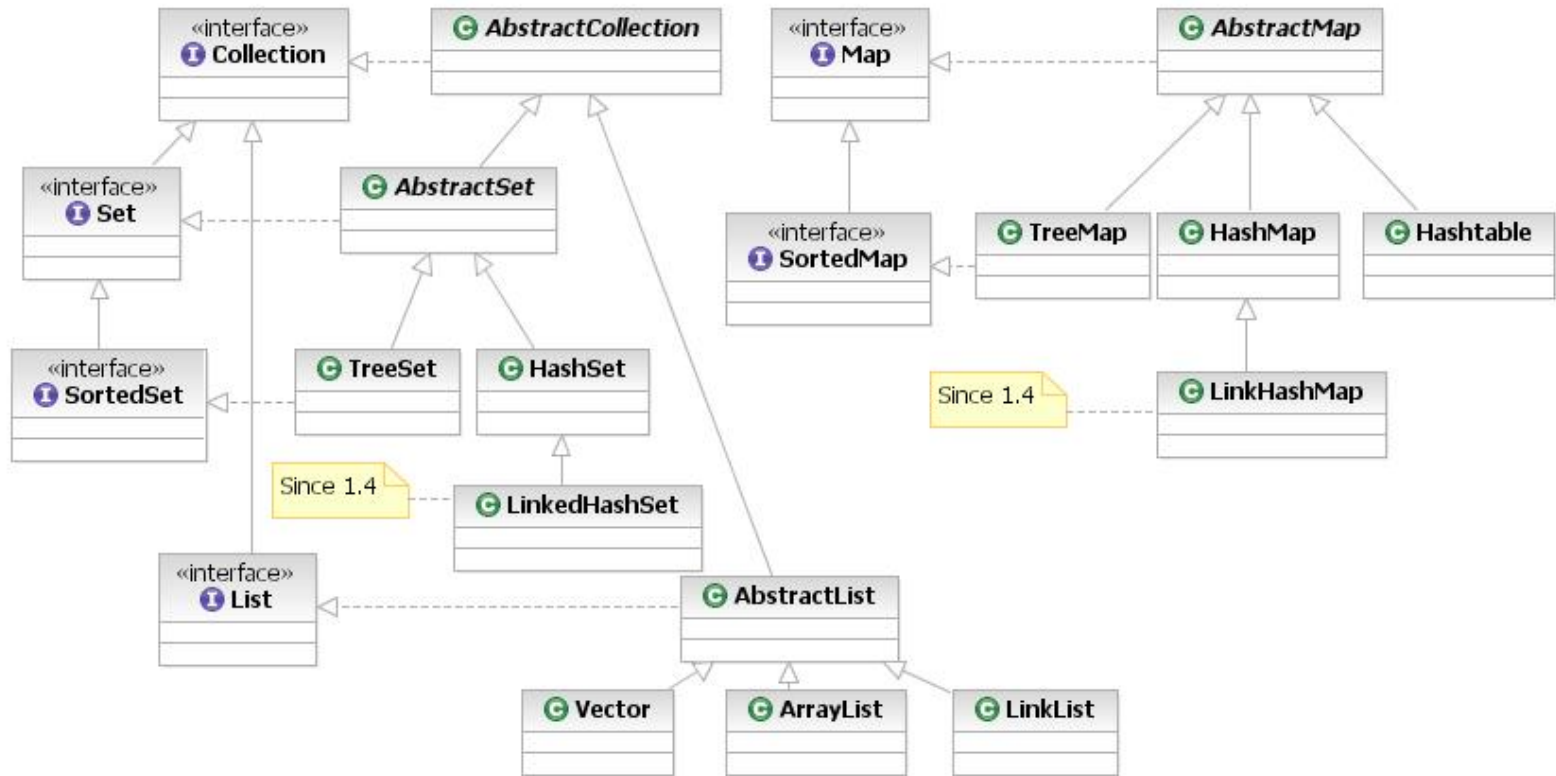 «interface»
Collection
AbstractCollection
«interface»
Map
AbstractMap
«interface»
Set
AbstractSet
«interface»
SortedMap
TreeMap
HashMap
Hashtable
«interface»
SortedSet
TreeSet
HashSet
Since 1.4
LinkHashMap
Since 1.4
LinkedHashSet
«interface»
List
AbstractList
Vector
ArrayList
LinkList